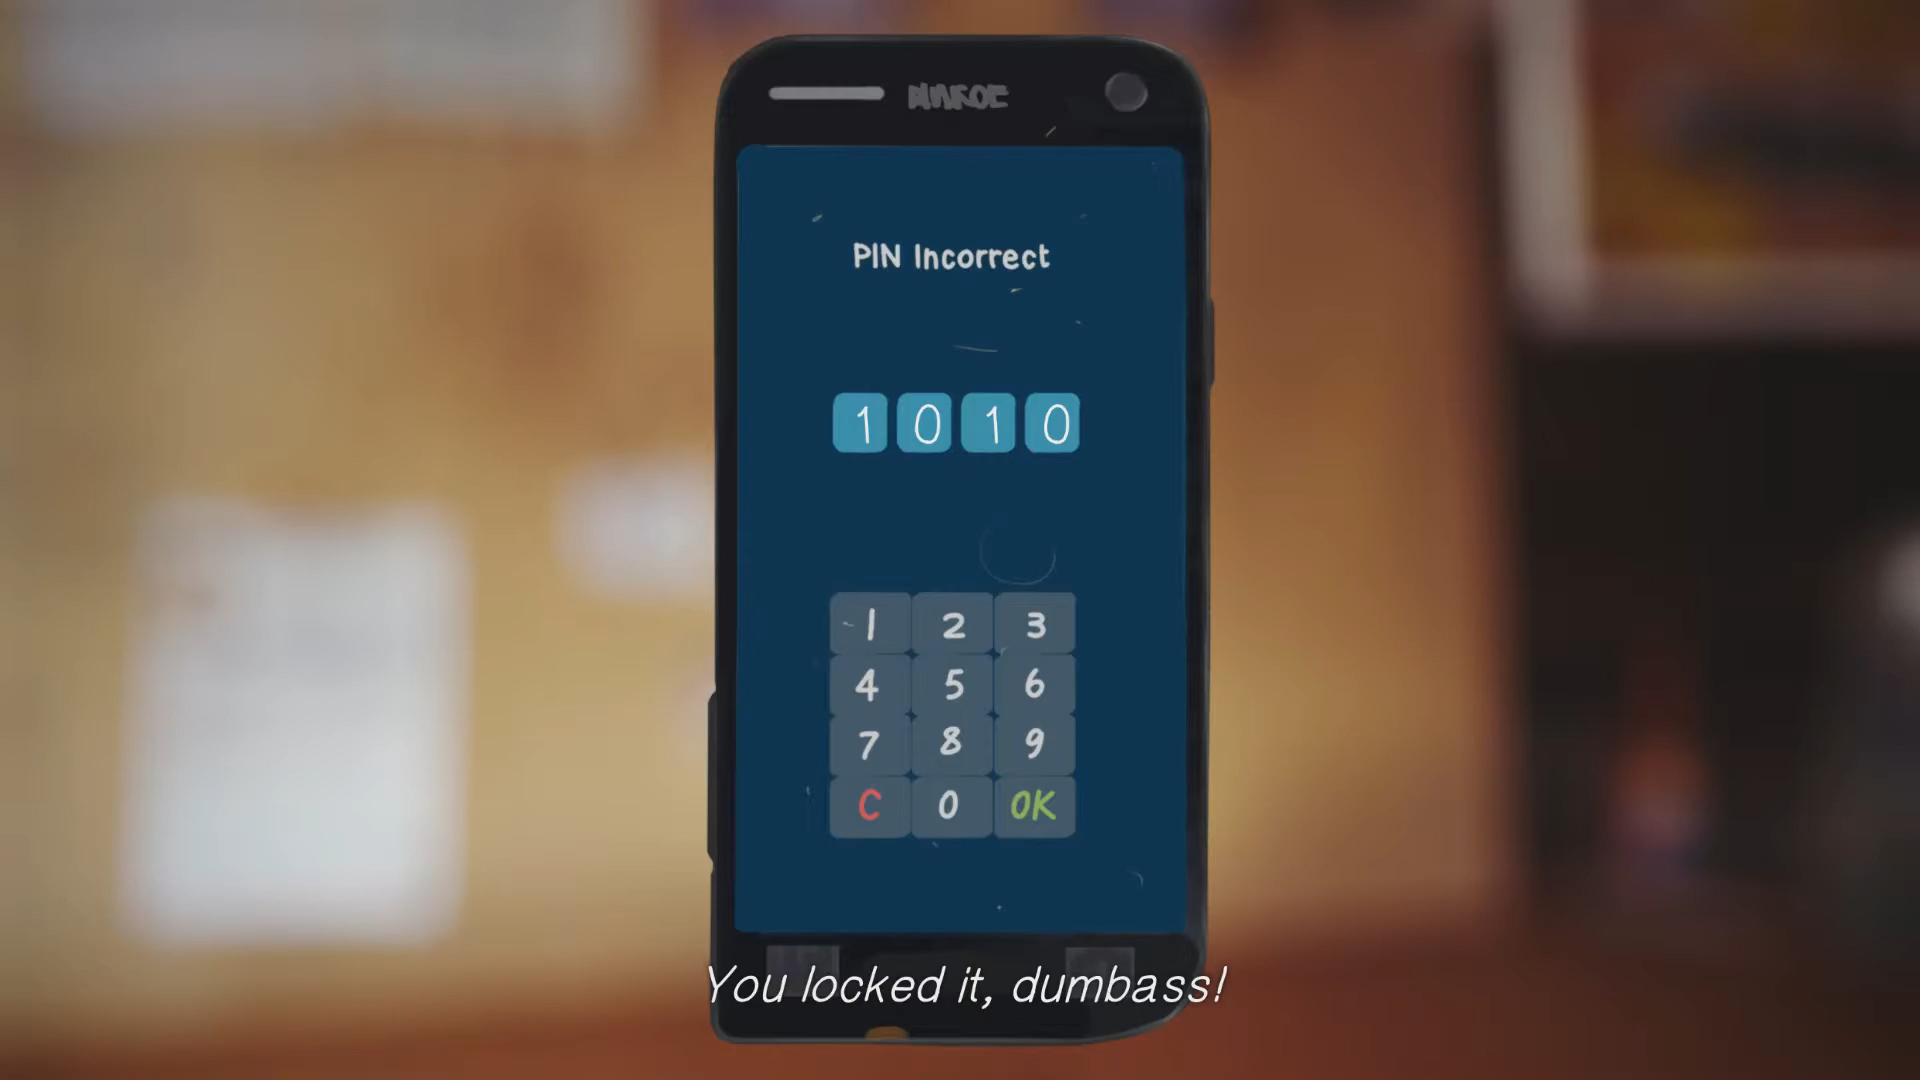 PIN Incorrect
1 0 1 0
1 2 3
4 5 6
7 8 9
C 0 OK
You locked it, dumbass!